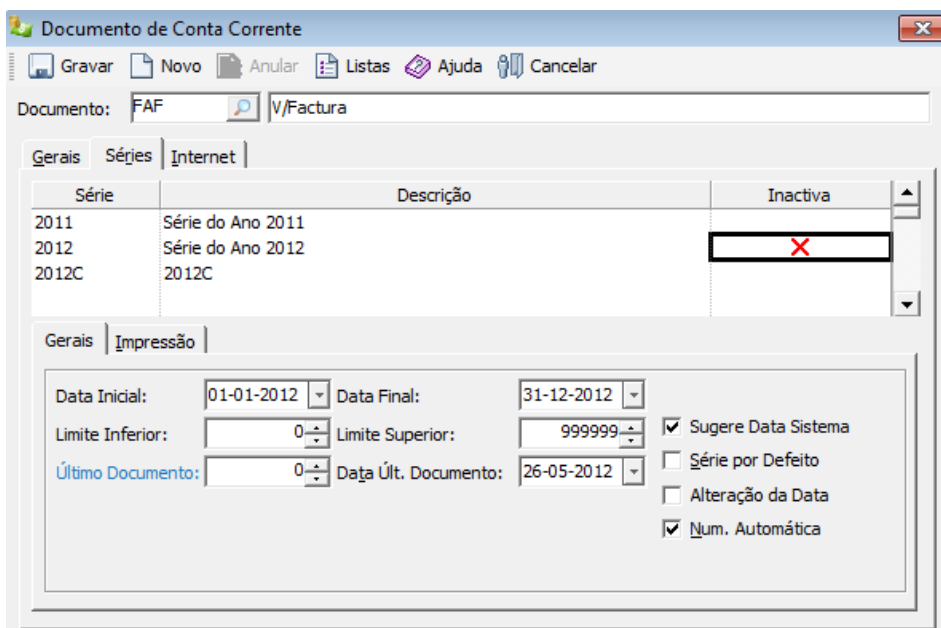 Documento de Conta Corrente
Gravar Novo Anular Listas Ajuda Cancelar
Documento: FAF V/Factura
Gerais Séries Internet
Série Descrição Inactiva
2011 Série do Ano 2011
2012 Série do Ano 2012
2012C 2012C
Gerais Impressão
Data Inicial: 01-01-2012 Data Final: 31-12-2012
Limite Inferior: 0 Limite Superior: 999999 Sugere Data Sistema
Último Documento: 0 Data Últ. Documento: 26-05-2012 Série por Defeito
Alteração da Data
Num. Automática